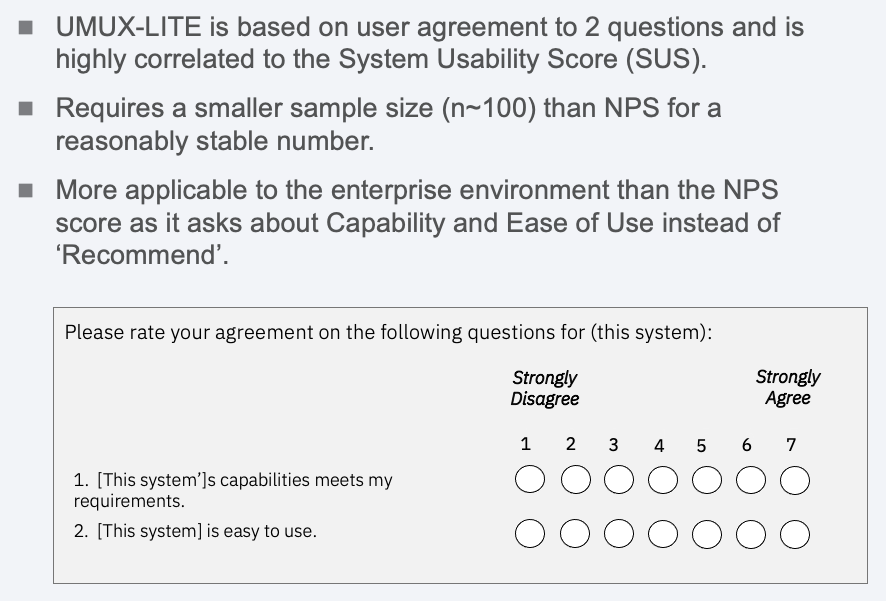 UMUX-LITE is based on user agreement to 2 questions and is
highly correlated to the System Usability Score (SUS).
Requires a smaller sample size (n~100) than NPS for a
reasonably stable number.
More applicable to the enterprise environment than the NPS
score as it asks about Capability and Ease of Use instead of
‘Recommend’.
Please rate your agreement on the following questions for (this system):
Strongly Strongly
Disagree Agree
1 2 3 4 5 6 7
1. [This system’]s capabilities meets my
requirements.
2. [This system] is easy to use.